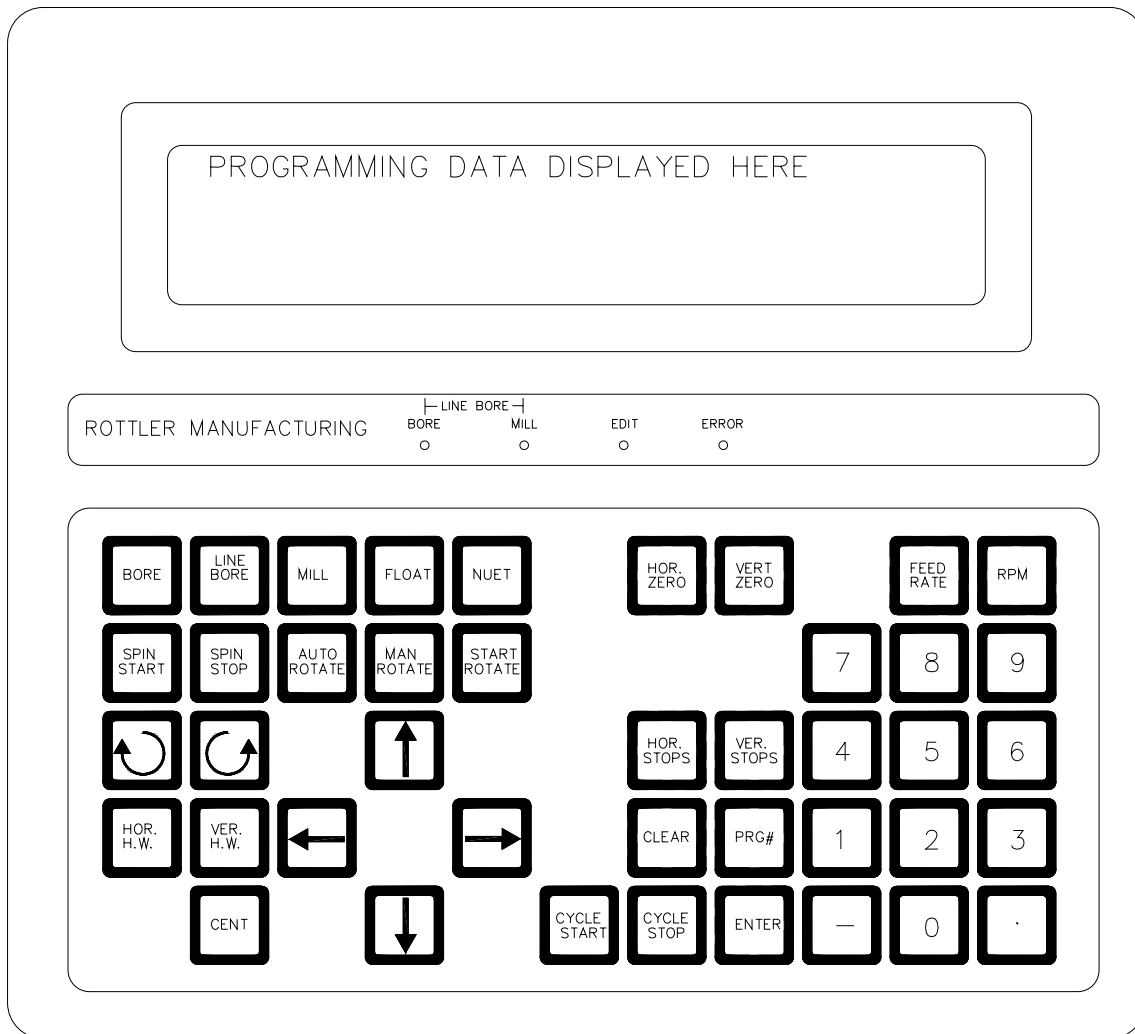 PROGRAMMING DATA DISPLAYED HERE
LINE BORE
ROTTLER MANUFACTURING
BORE
MILL
EDIT
ERROR
BORE
LINE
BORE
MILL
FLOAT
NUET
HOR.
ZERO
VERT
ZERO
FEED
RATE
RPM
SPIN
START
SPIN
STOP
AUTO
ROTATE
MAN
ROTATE
START
ROTATE
7
8
9
HOR.
STOPS
VER.
STOPS
4
5
6
HOR.
H.W.
VER.
H.W.
CLEAR
PRG#
1
2
3
CENT
CYCLE
START
CYCLE
STOP
ENTER
-
0
.